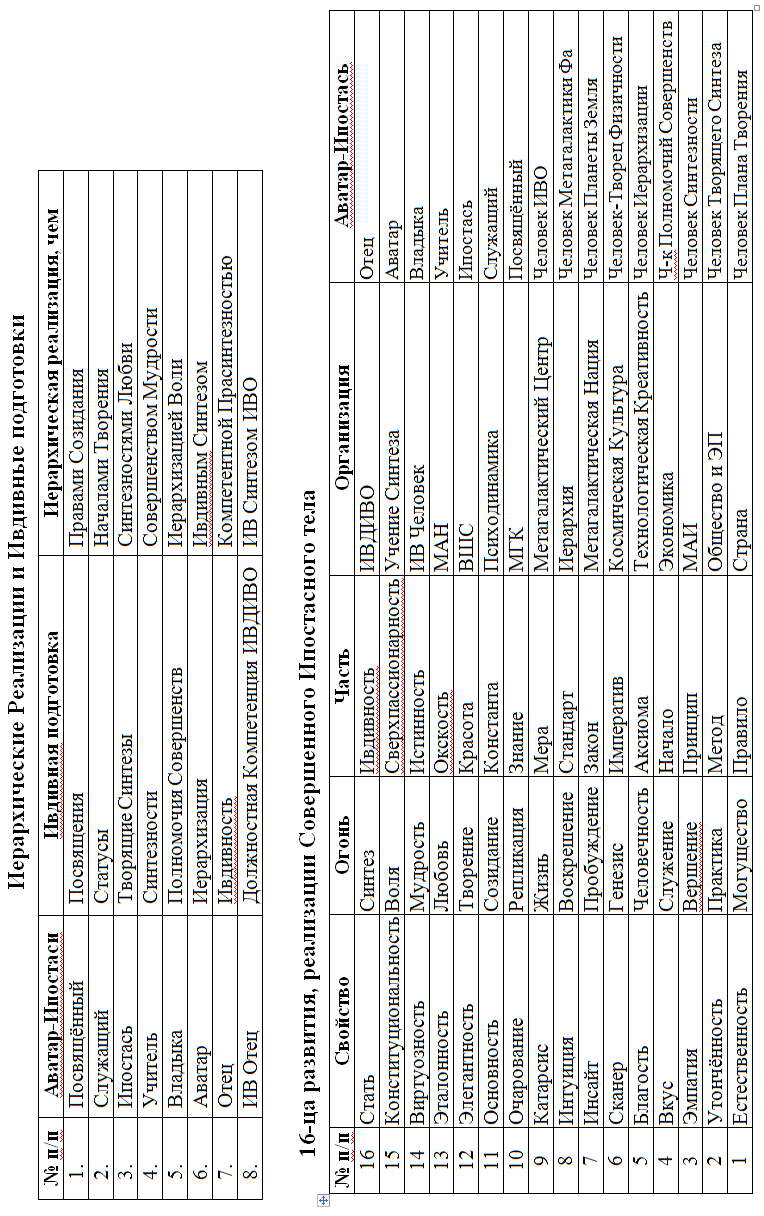 Иерархические Реализации и Ивдивные подготовки
№ п/п Аватар-Ипостаси Ивдивная подготовка Иерархическая реализация, чем
1. Посвящённый Посвящения Правами Созидания
2. Служащий Статусы Началами Творения
3. Ипостась Творящие Синтезы Синтезностями Любви
4. Учитель Синтезности Совершенством Мудрости
5. Владыка Полномочия Совершенств Иерархизацией Воли
6. Аватар Иерархизация Ивдивным Синтезом
7. Отец Ивдивность Компетентной Прасинтезностью
8. ИВ Отец Должностная Компетенция ИВДИВО ИВ Синтезом ИВО
16-ца развития, реализации Совершенного Ипостасного тела
№ п/п Свойство Огонь Часть Организация Аватар-Ипостась
16 Стать Синтез Ивдивность ИВДИВО Отец
15 Конституциональность Воля Сверхпассионарность Учение Синтеза Аватар
14 Виртуозность Мудрость Истинность ИВ Человек Владыка
13 Эталонность Любовь Окскость МАН Учитель
12 Элегантность Творение Красота ВШС Ипостась
11 Основность Созидание Константа Психодинамика Служащий
10 Очарование Репликация Знание МГК Посвящённый
9 Катарсис Жизнь Мера Метагалактический Центр Человек ИВО
8 Интуиция Воскрешение Стандарт Иерархия Человек Метагалактики Фа
7 Инсайт Пробуждение Закон Метагалактическая Нация Человек Планеты Земля
6 Сканер Генезис Императив Космическая Культура Человек-Творец Физичности
5 Благость Человечность Аксиома Технологическая Креативность Человек Иерархизации
4 Вкус Служение Начало Экономика Ч-к Полномочий Совершенств
3 Эмпатия Вершение Принцип МАИ Человек Синтезности
2 Утончённость Практика Метод Общество и ЭП Человек Творящего Синтеза
1 Естественность Могущество Правило Страна Человек Плана Творения